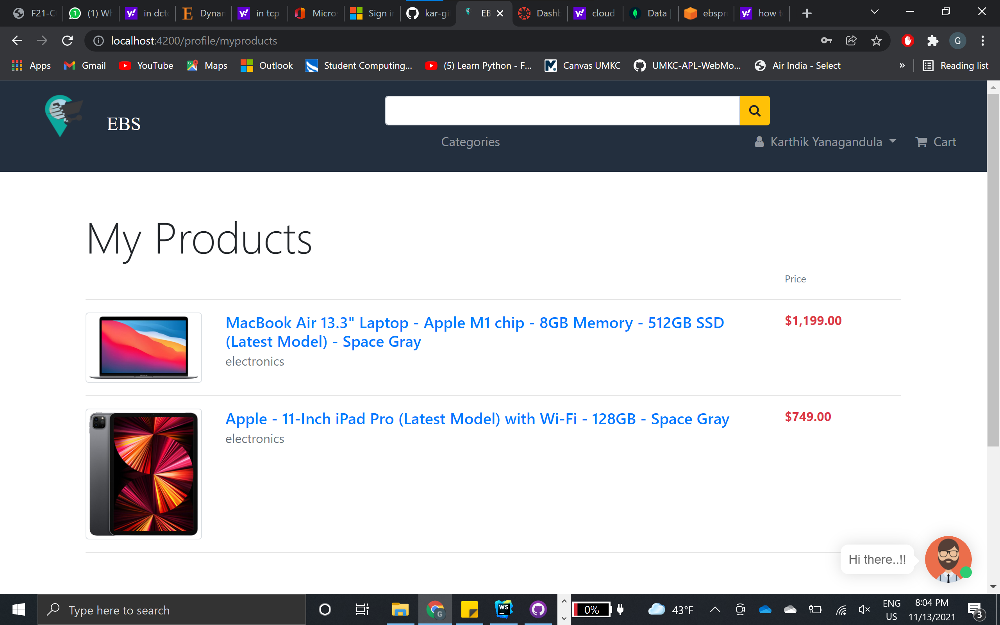 F21-C
1
(1) Wh
in dctc
Dynan
in tcp
Micro
Sign in
kar-gi
EB
Dashb
cloud
Data
ebspr
how t
localhost:4200/profile/myproducts
G
Apps
Gmail
YouTube
Maps
Outlook
Student Computing...
(5) Learn Python - F...
Canvas UMKC
UMKC-APL-WebMo...
Air India - Select
»
Reading list
EBS
Categories
Karthik Yanagandula
Cart
My Products
Price
MacBook Air 13.3" Laptop - Apple M1 chip - 8GB Memory - 512GB SSD
(Latest Model) - Space Gray
$1,199.00
electronics
Apple - 11-Inch iPad Pro (Latest Model) with Wi-Fi - 128GB - Space Gray
$749.00
electronics
Hi there..!!
Type here to search
G
WS
0%
43°F
ENG
US
8:04 PM
11/13/2021
3